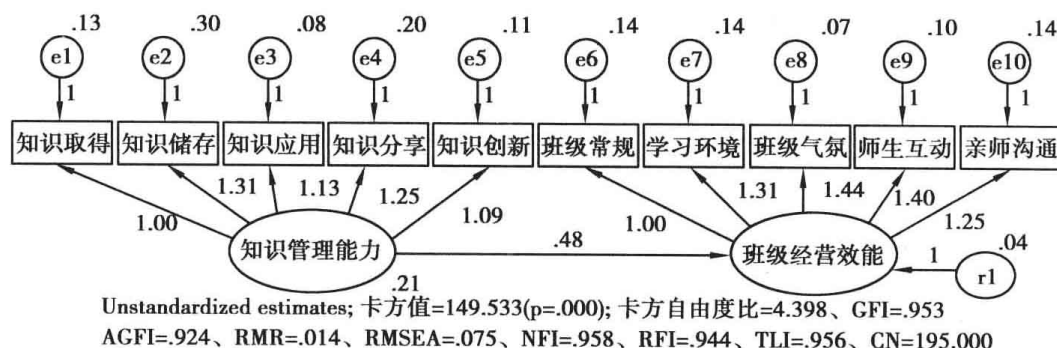 .13 .30 .08 .20 .11 .14 .14 .07 .10 .14
e1 e2 e3 e4 e5 e6 e7 e8 e9 e10
1 1 1 1 1 1 1 1 1 1
知识取得 知识储存 知识应用 知识分享 知识创新 班级常规 学习环境 班级气氛 师生互动 亲师沟通
1.00 1.31 1.13 1.25 1.09 1.00 1.31 1.44 1.40 1.25
知识管理能力 .48 班级经营效能 1 r1 .04
.21
Unstandardized estimates; 卡方值=149.533(p=.000); 卡方自由度比=4.398、GFI=.953
AGFI=.924、RMR=.014、RMSEA=.075、NFI=.958、RFI=.944、TLI=.956、CN=195.000